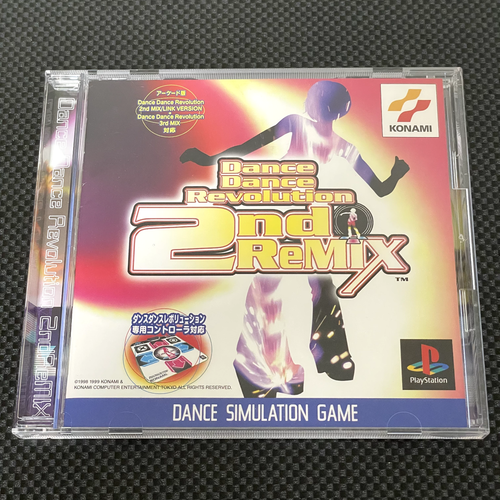 アーケード版
Dance Dance Revolution
2nd MIX/LINK VERSION
Dance Dance Revolution
3rd MIX
対応
KONAMI
Dance
Dance
Revolution
2nd
ReMIX
TM
ダンスダンスレボリューション
専用コントローラ対応
©1998 1999 KONAMI &
KONAMI COMPUTER ENTERTAINMENT TOKYO ALL RIGHTS RESERVED.
PlayStation
DANCE SIMULATION GAME
Dance Dance Revolution 2ndReMIX